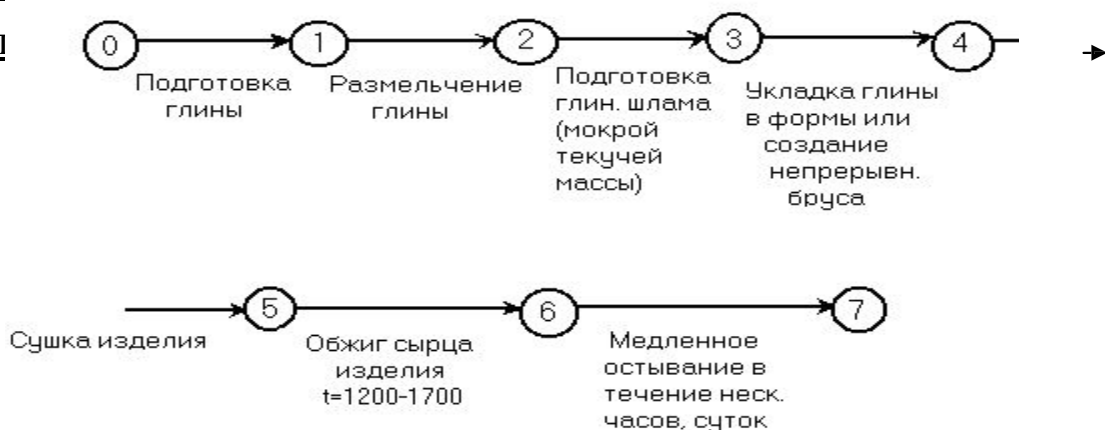 0 1 2 3 4
Подготовка
глины
Размельчение
глины
Подготовка
глин. шлама
(мокрой
текучей
массы)
Укладка глины
в формы или
создание
непрерывн.
бруса
5 6 7
Сушка изделия
Обжиг сырца
изделия
t=1200-1700
Медленное
остывание в
течение неск.
часов, суток